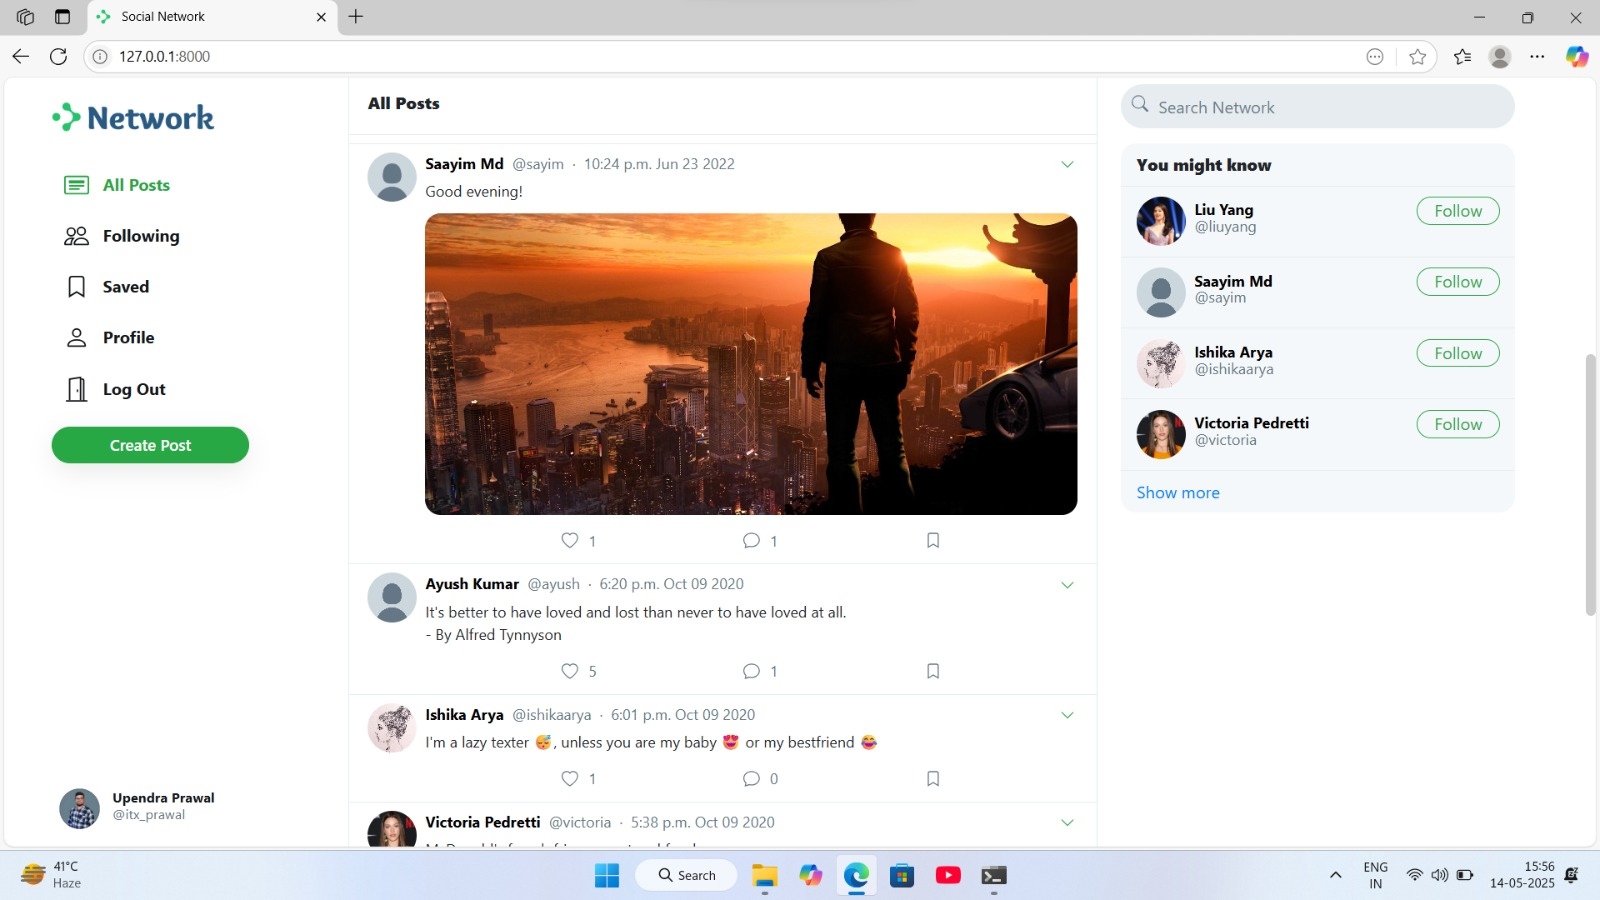 Social Network
127.0.0.1:8000
Network
All Posts
Following
Saved
Profile
Log Out
Create Post
Upendra Prawal
@itx_prawal
All Posts
Saayim Md @sayim · 10:24 p.m. Jun 23 2022
Good evening!
1 1
Ayush Kumar @ayush · 6:20 p.m. Oct 09 2020
It's better to have loved and lost than never to have loved at all.
- By Alfred Tynnyson
5 1
Ishika Arya @ishikaarya · 6:01 p.m. Oct 09 2020
I'm a lazy texter 😴, unless you are my baby 😍 or my bestfriend 😂
1 0
Victoria Pedretti @victoria · 5:38 p.m. Oct 09 2020
Search Network
You might know
Liu Yang
@liuyang
Follow
Saayim Md
@sayim
Follow
Ishika Arya
@ishikaarya
Follow
Victoria Pedretti
@victoria
Follow
Show more
41°C
Haze
Search
ENG
IN
15:56
14-05-2025